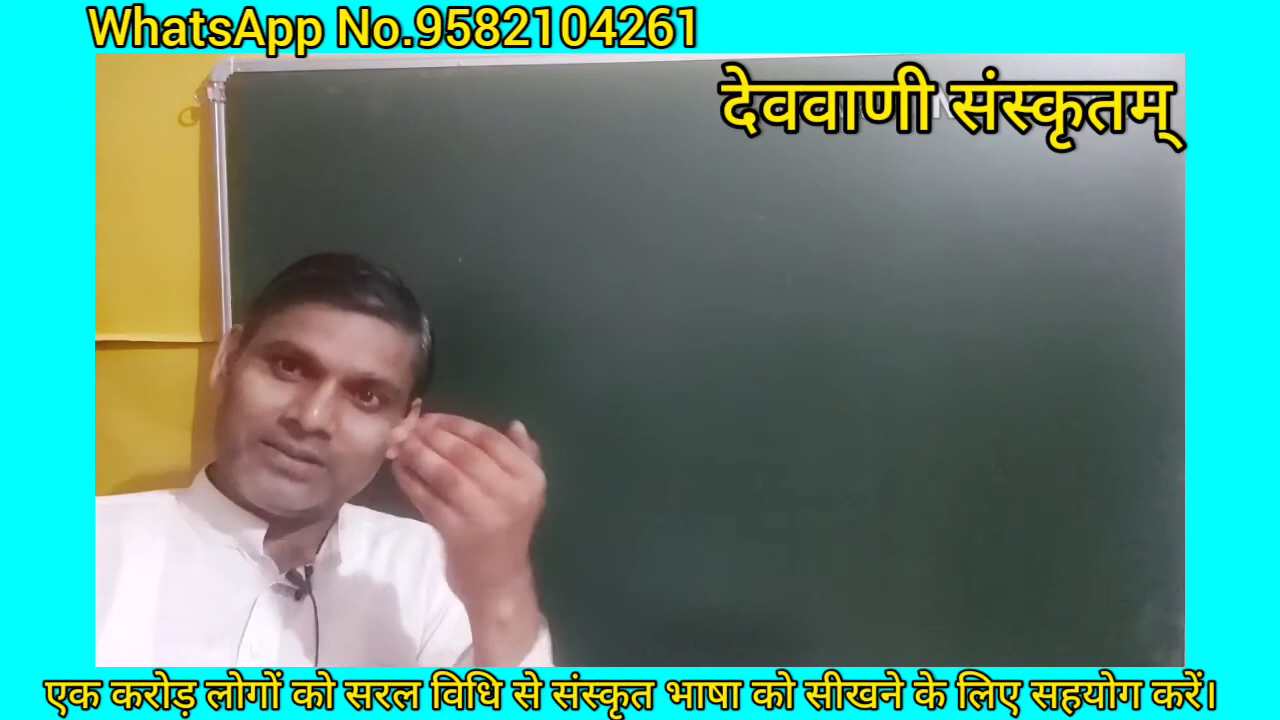 WhatsApp No.9582104261
देववाणी संस्कृतम्
एक करोड़ लोगों को सरल विधि से संस्कृत भाषा को सीखने के लिए सहयोग करें।